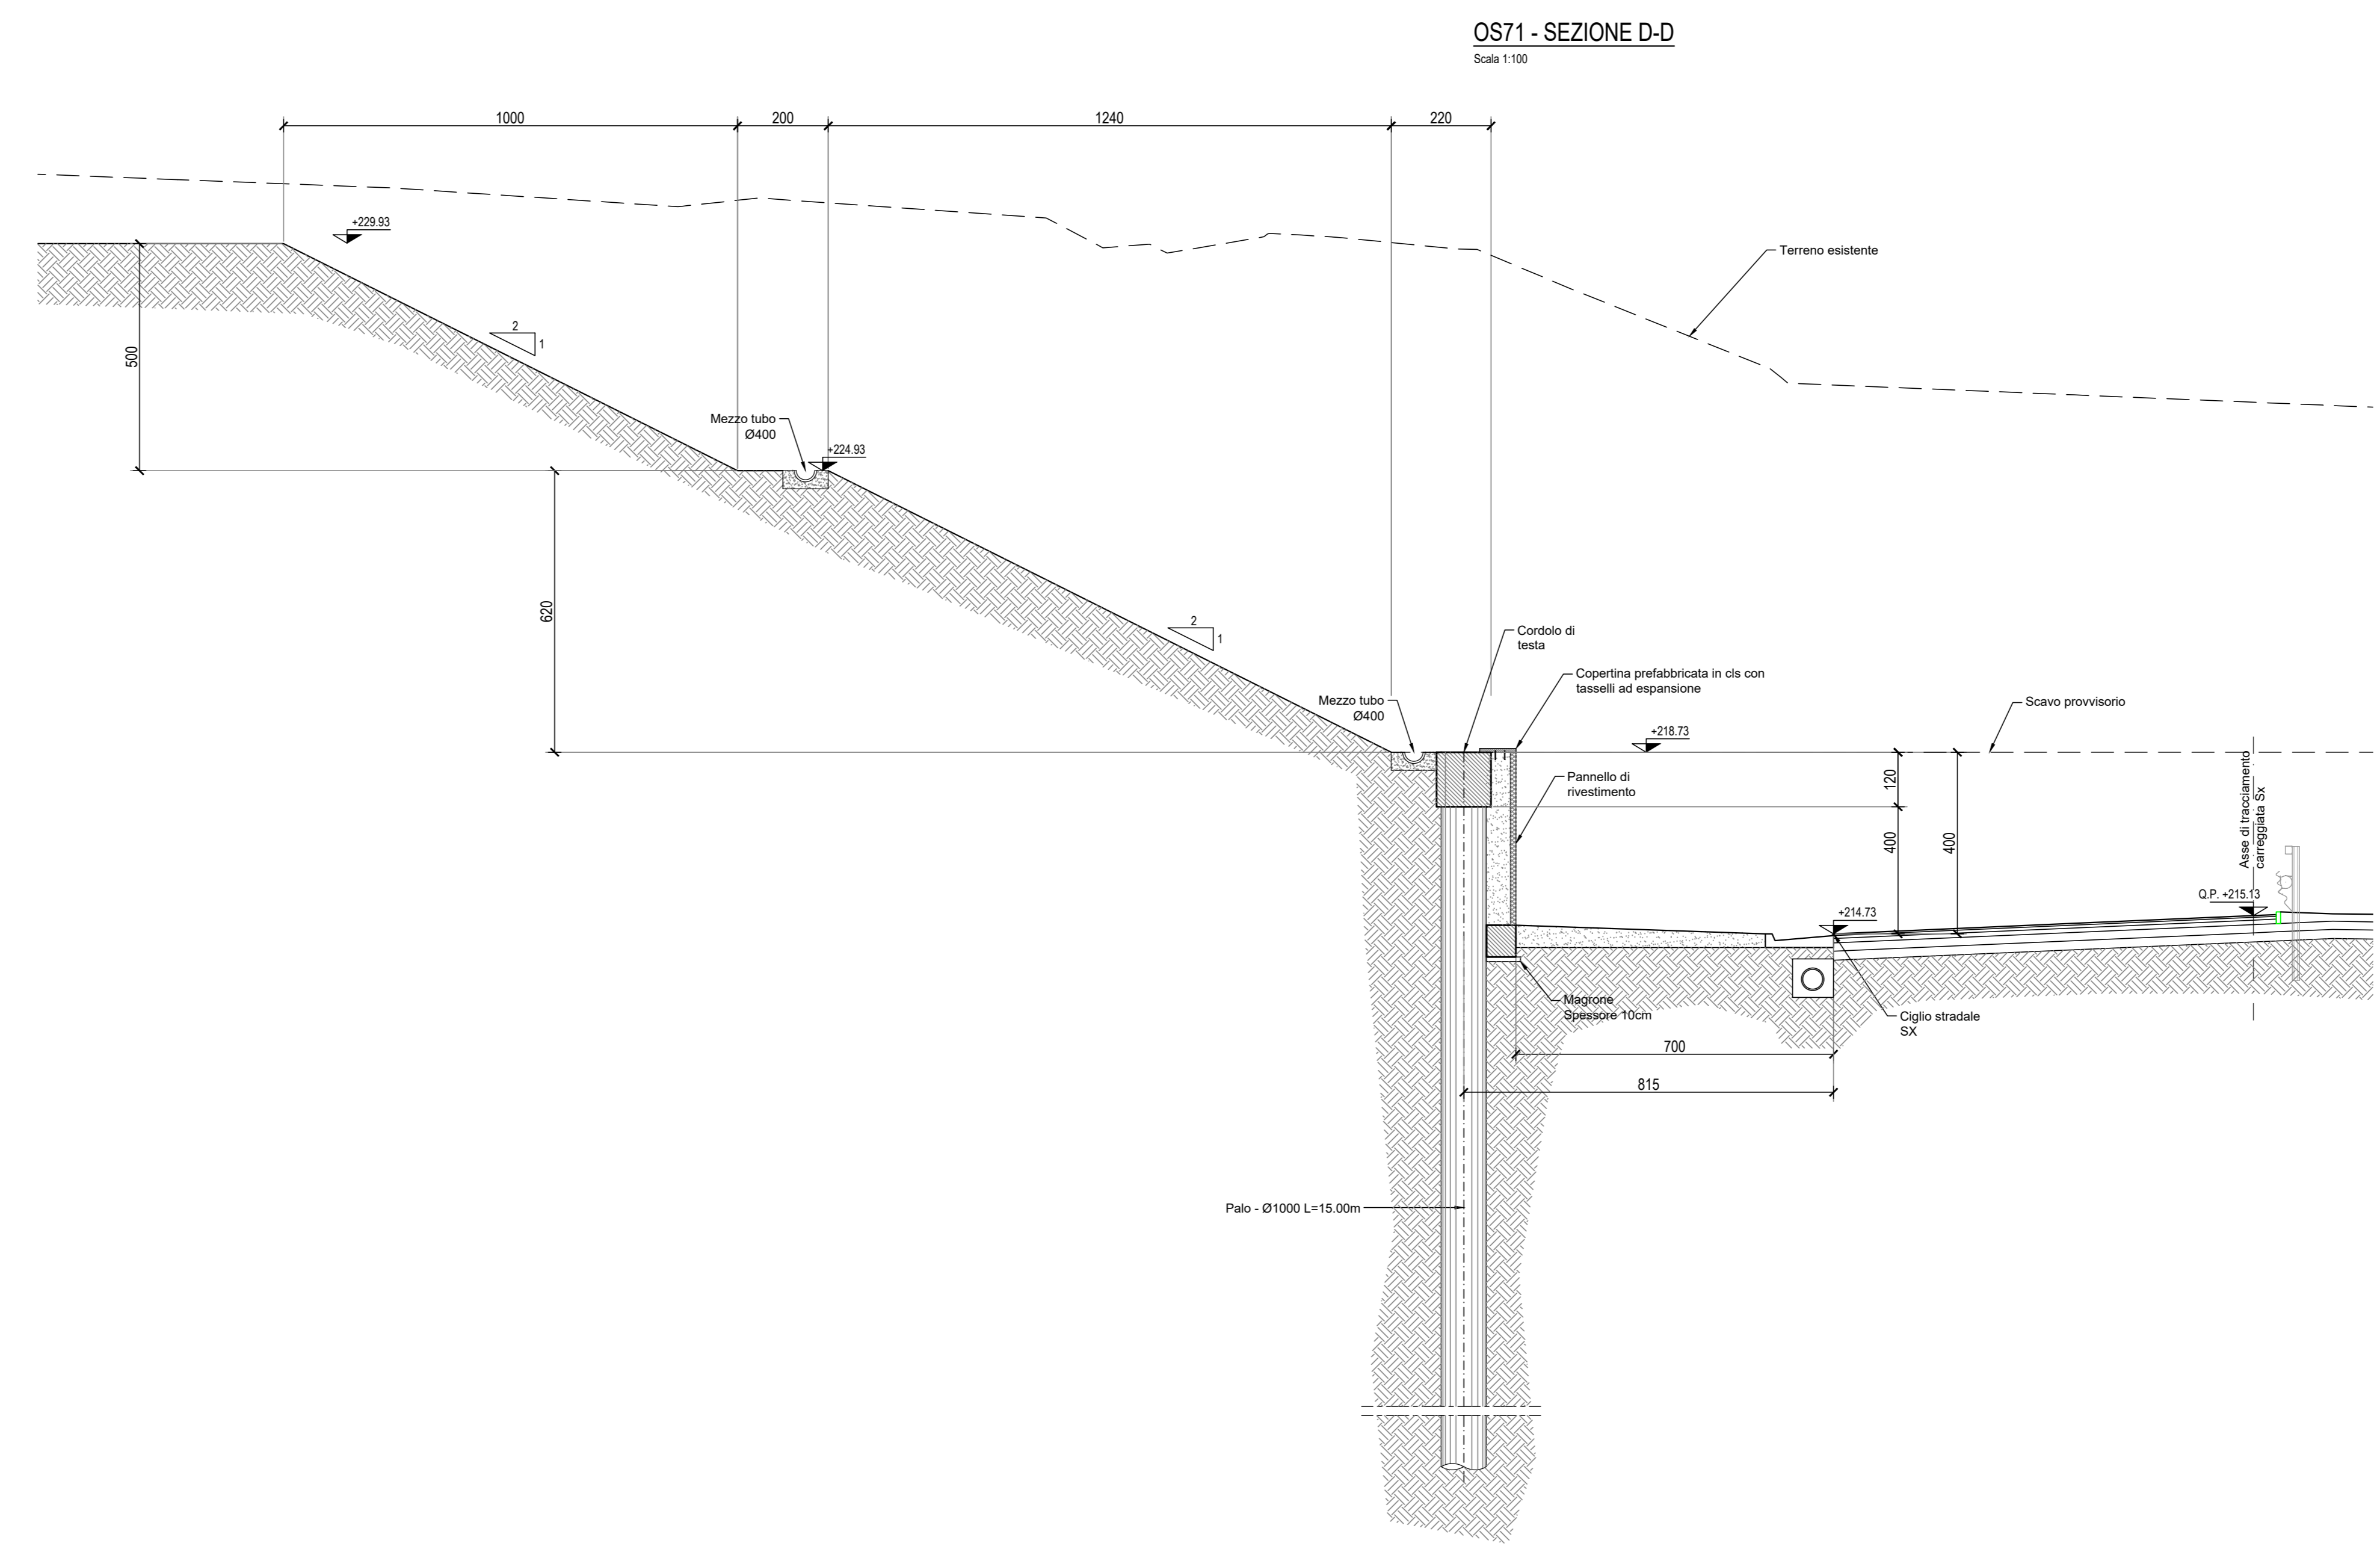 OS71 - SEZIONE D-D
Scala 1:100
1000
200
1240
220
+229.93
Terreno esistente
2
1
500
Mezzo tubo
Ø400
+224.93
620
2
1
Cordolo di
testa
Copertina prefabbricata in cls con
tasselli ad espansione
Mezzo tubo
Ø400
Scavo provvisorio
+218.73
Pannello di
rivestimento
120
400
400
Asse di tracciamento
carreggiata Sx
Q.P. +215.13
+214.73
Magrone
Spessore 10cm
Ciglio stradale
SX
700
815
Palo - Ø1000 L=15.00m